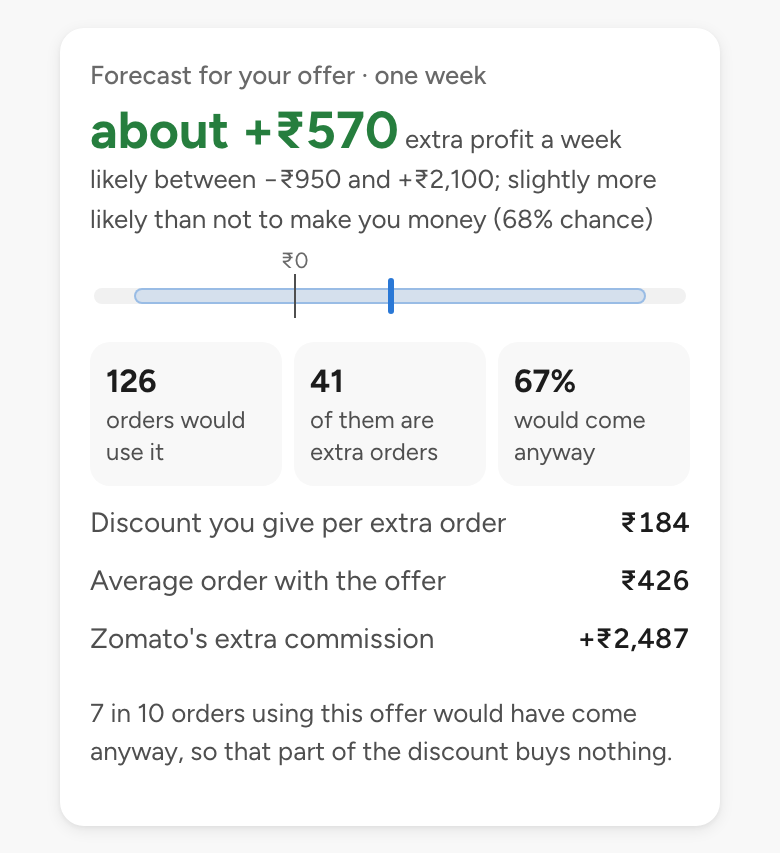 Forecast for your offer · one week
about +₹570 extra profit a week
likely between −₹950 and +₹2,100; slightly more
likely than not to make you money (68% chance)
₹0
126
orders would
use it
41
of them are
extra orders
67%
would come
anyway
Discount you give per extra order ₹184
Average order with the offer ₹426
Zomato's extra commission +₹2,487
7 in 10 orders using this offer would have come
anyway, so that part of the discount buys nothing.